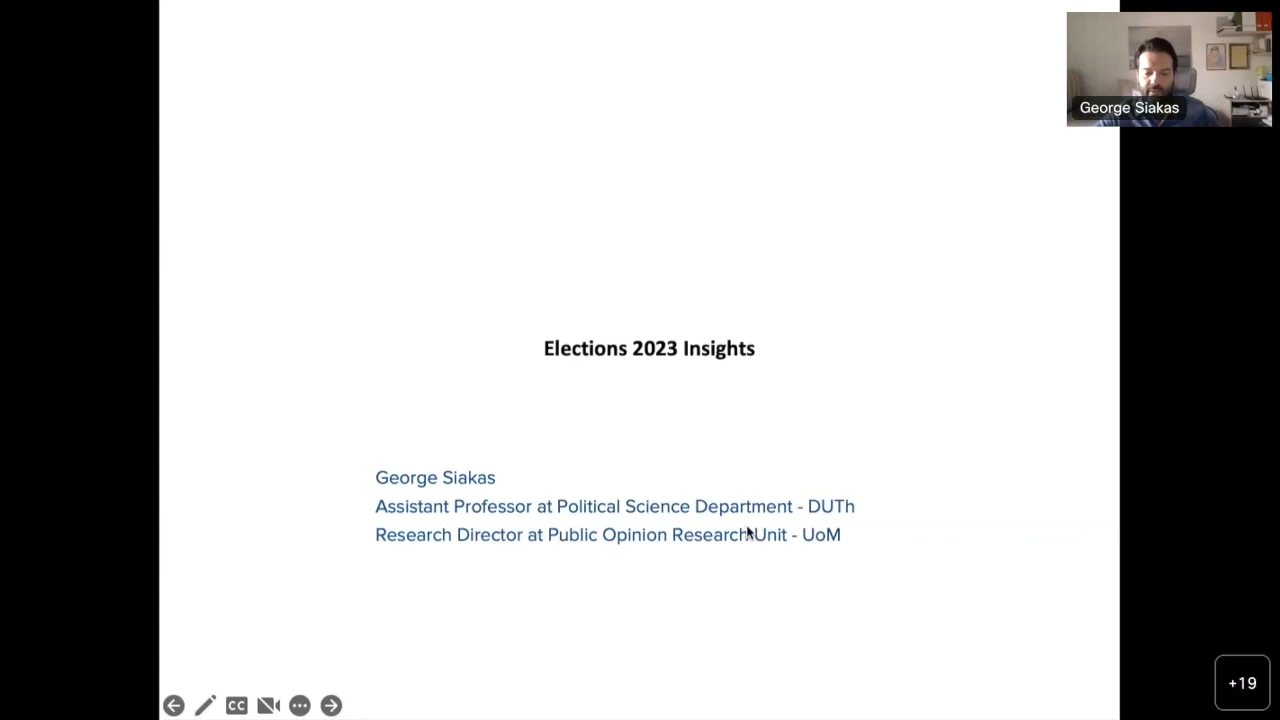 George Siakas
Elections 2023 Insights
George Siakas
Assistant Professor at Political Science Department - DUTh
Research Director at Public Opinion Research Unit - UoM
CC
+19